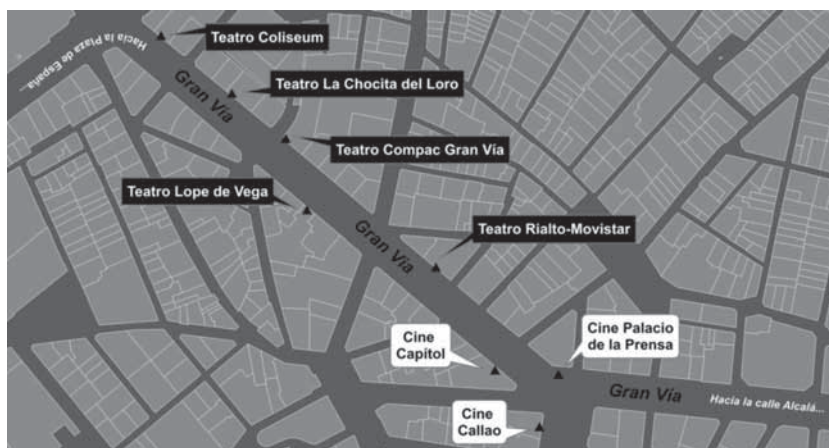 Teatro Coliseum
Hacia la Plaza de España...
Teatro La Chocita del Loro
Gran Vía
Teatro Compac Gran Vía
Teatro Lope de Vega
Teatro Rialto-Movistar
Gran Vía
Cine Palacio
de la Prensa
Cine
Capitol
Gran Vía
Hacia la calle Alcalá...
Cine
Callao